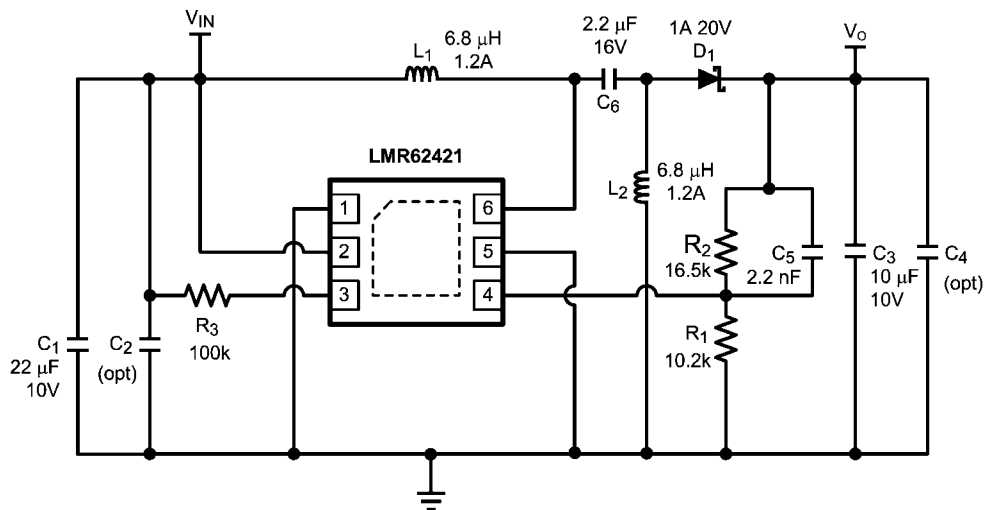 VIN
L1
6.8 µH
1.2A
2.2 µF
16V
C6
1A 20V
D1
VO
LMR62421
1
2
3
6
5
4
L2
6.8 µH
1.2A
R2
16.5k
C5
2.2 nF
C3
10 µF
10V
C4
(opt)
R3
100k
R1
10.2k
C1
22 µF
10V
C2
(opt)